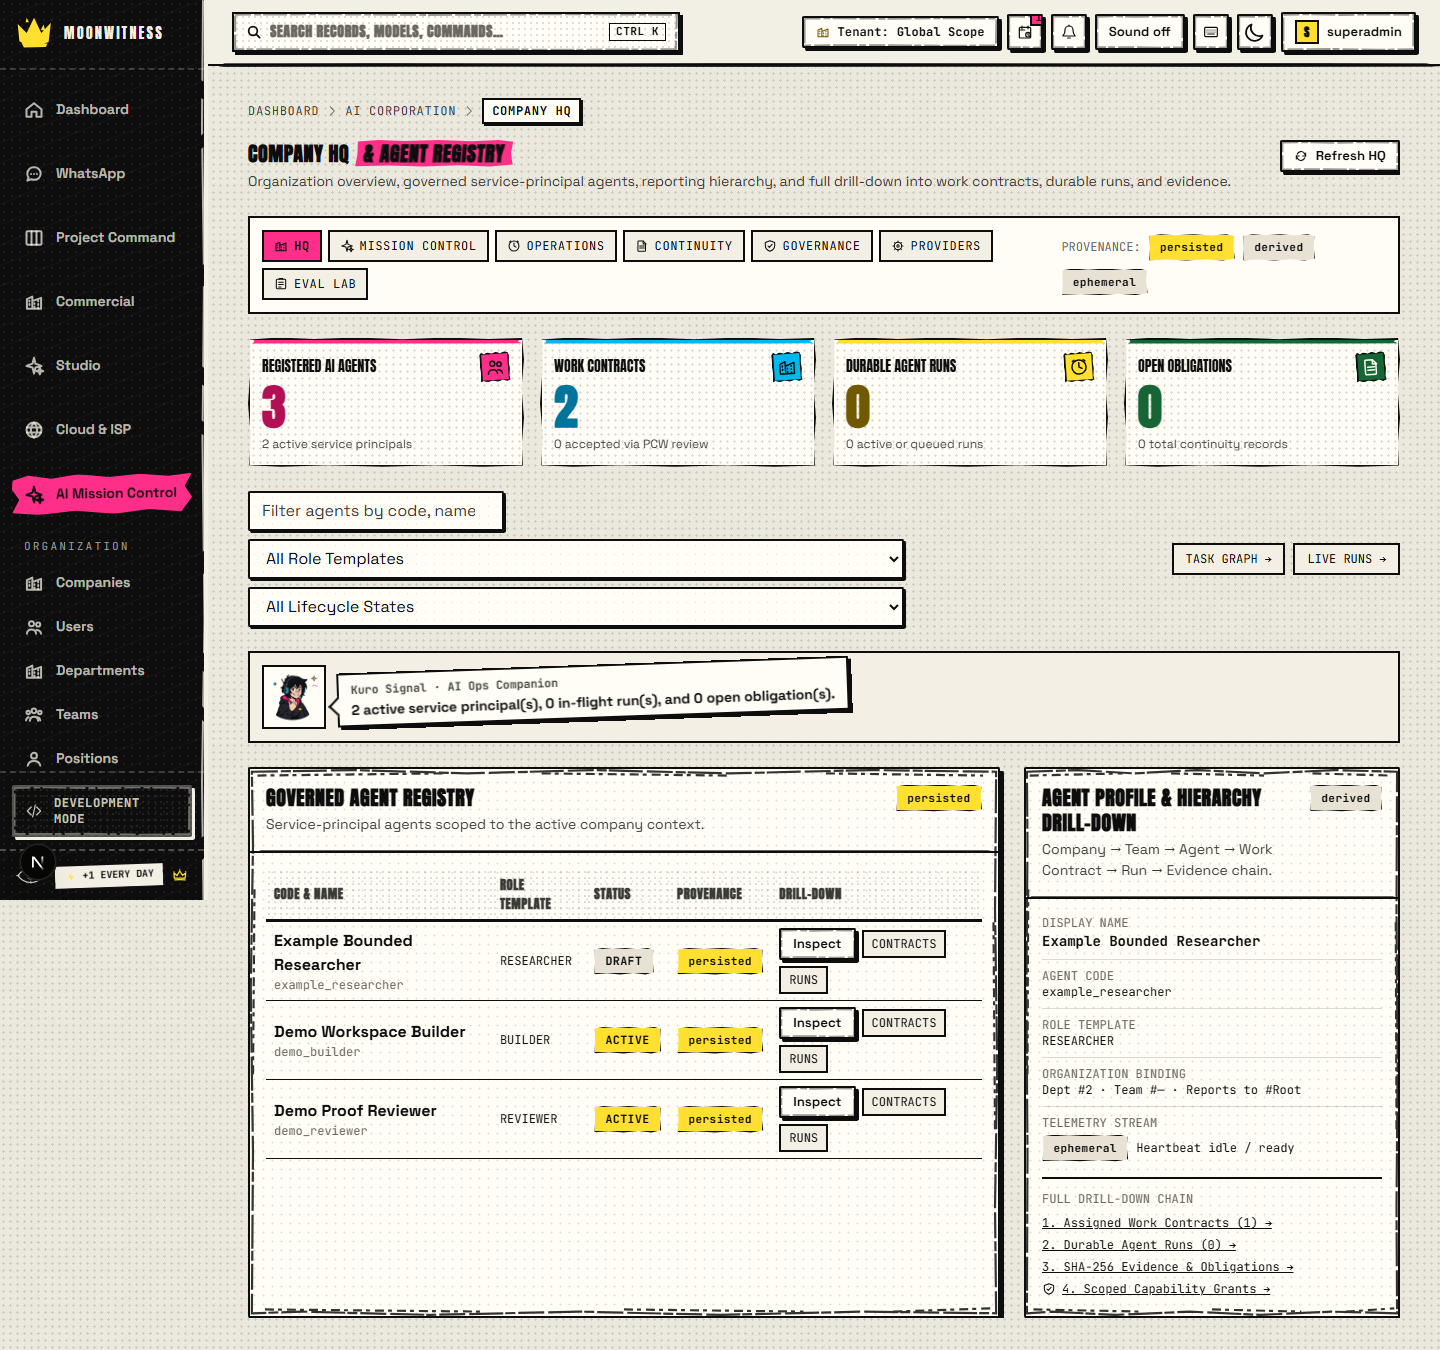 MOONWITNESS
SEARCH RECORDS, MODELS, COMMANDS...
CTRL K
Tenant: Global Scope
Sound off
$
superadmin
Dashboard
WhatsApp
Project Command
Commercial
Studio
Cloud & ISP
AI Mission Control
ORGANIZATION
Companies
Users
Departments
Teams
Positions
DEVELOPMENT
MODE
N
+1 EVERY DAY
DASHBOARD > AI CORPORATION > COMPANY HQ
COMPANY HQ & AGENT REGISTRY
Refresh HQ
Organization overview, governed service-principal agents, reporting hierarchy, and full drill-down into work contracts, durable runs, and evidence.
HQ
MISSION CONTROL
OPERATIONS
CONTINUITY
GOVERNANCE
PROVIDERS
EVAL LAB
PROVENANCE: persisted derived
ephemeral
REGISTERED AI AGENTS
3
2 active service principals
WORK CONTRACTS
2
0 accepted via PCW review
DURABLE AGENT RUNS
0
0 active or queued runs
OPEN OBLIGATIONS
0
0 total continuity records
Filter agents by code, name
All Role Templates
All Lifecycle States
TASK GRAPH →
LIVE RUNS →
Kuro Signal · AI Ops Companion
2 active service principal(s), 0 in-flight run(s), and 0 open obligation(s).
GOVERNED AGENT REGISTRY
persisted
Service-principal agents scoped to the active company context.
CODE & NAME
ROLE
TEMPLATE
STATUS
PROVENANCE
DRILL-DOWN
Example Bounded
Researcher
example_researcher
RESEARCHER
DRAFT
persisted
Inspect
CONTRACTS
RUNS
Demo Workspace Builder
demo_builder
BUILDER
ACTIVE
persisted
Inspect
CONTRACTS
RUNS
Demo Proof Reviewer
demo_reviewer
REVIEWER
ACTIVE
persisted
Inspect
CONTRACTS
RUNS
AGENT PROFILE & HIERARCHY
DRILL-DOWN
derived
Company → Team → Agent → Work
Contract → Run → Evidence chain.
DISPLAY NAME
Example Bounded Researcher
AGENT CODE
example_researcher
ROLE TEMPLATE
RESEARCHER
ORGANIZATION BINDING
Dept #2 · Team #— · Reports to #Root
TELEMETRY STREAM
ephemeral Heartbeat idle / ready
FULL DRILL-DOWN CHAIN
1. Assigned Work Contracts (1) →
2. Durable Agent Runs (0) →
3. SHA-256 Evidence & Obligations →
4. Scoped Capability Grants →